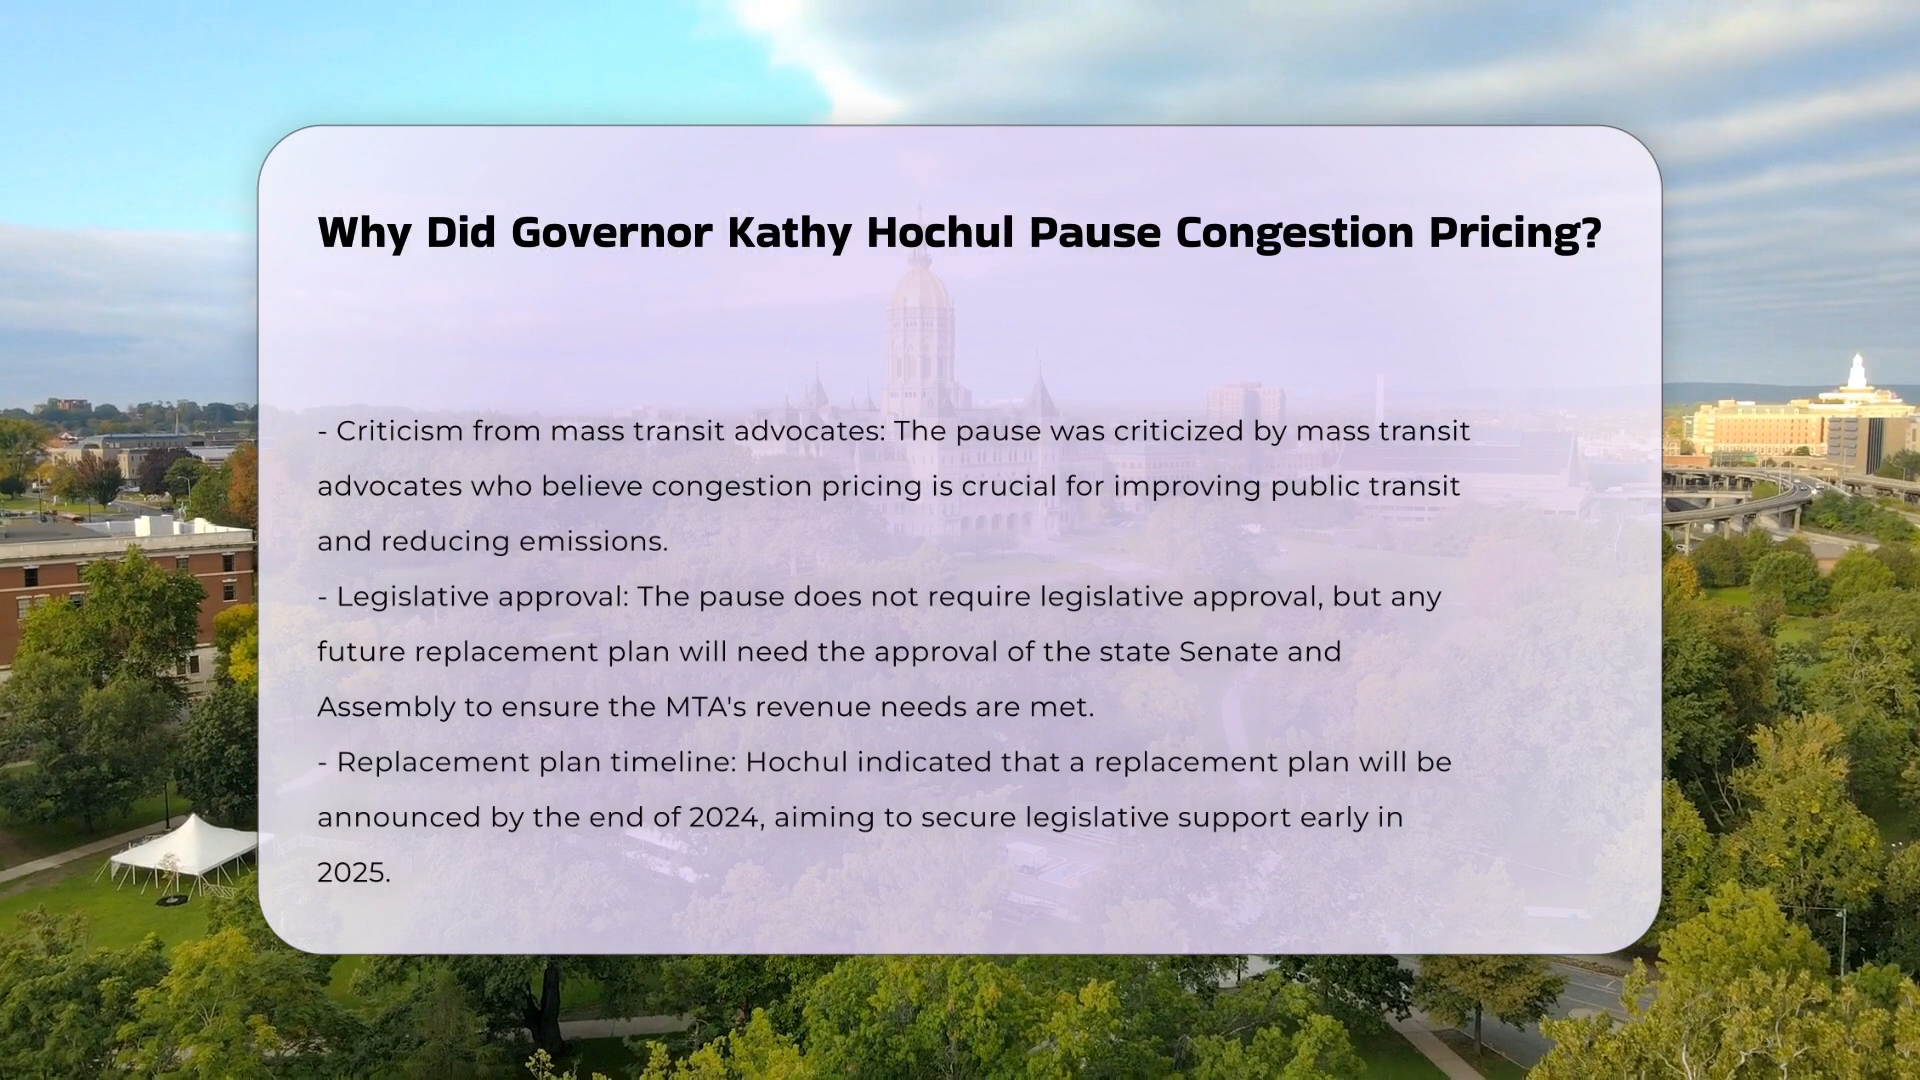 Why Did Governor Kathy Hochul Pause Congestion Pricing?
- Criticism from mass transit advocates: The pause was criticized by mass transit
advocates who believe congestion pricing is crucial for improving public transit
and reducing emissions.
- Legislative approval: The pause does not require legislative approval, but any
future replacement plan will need the approval of the state Senate and
Assembly to ensure the MTA's revenue needs are met.
- Replacement plan timeline: Hochul indicated that a replacement plan will be
announced by the end of 2024, aiming to secure legislative support early in
2025.